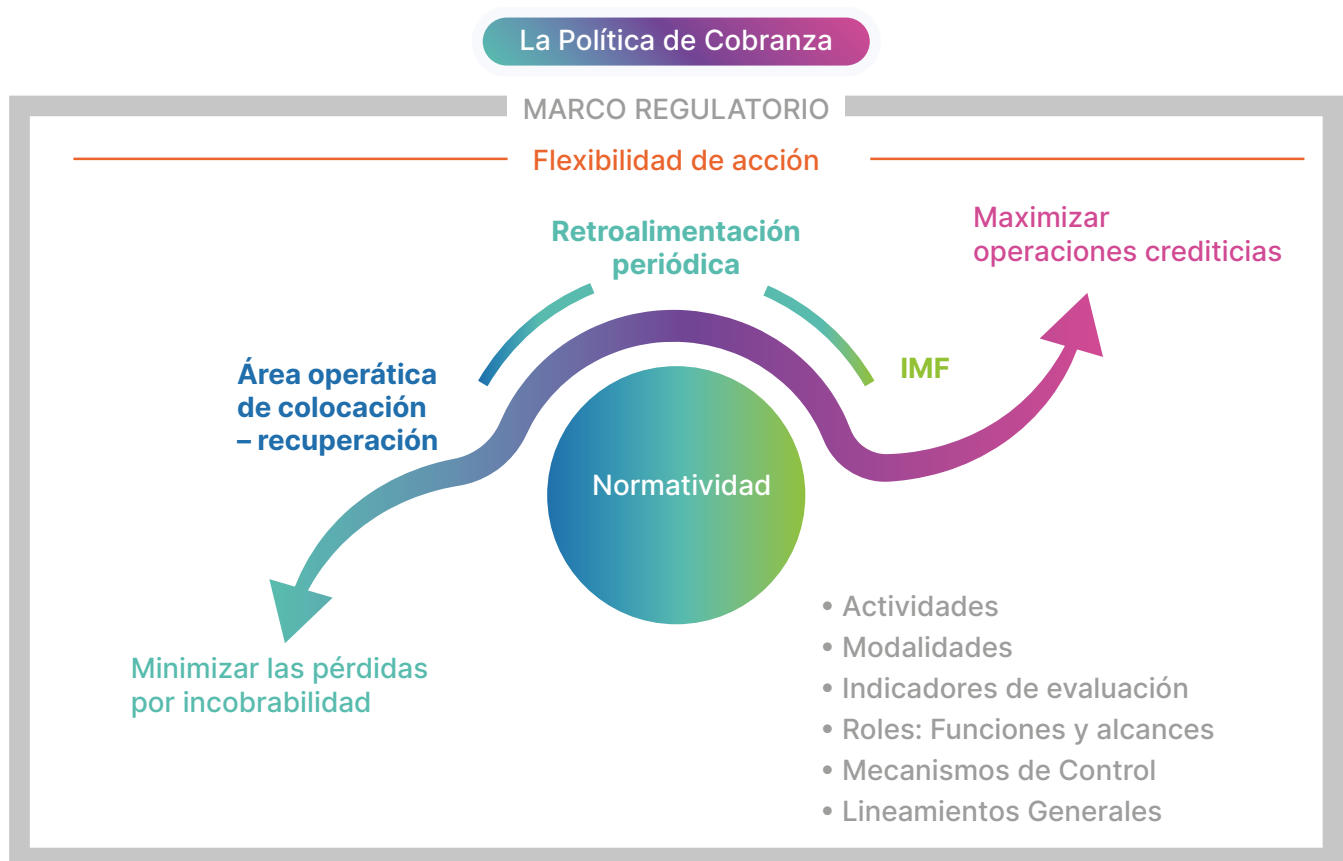 La Política de Cobranza
MARCO REGULATORIO
Flexibilidad de acción
Retroalimentación
periódica
Maximizar
operaciones crediticias
Área operática
de colocación
– recuperación
IMF
Normatividad
Minimizar las pérdidas
por incobrabilidad
• Actividades
• Modalidades
• Indicadores de evaluación
• Roles: Funciones y alcances
• Mecanismos de Control
• Lineamientos Generales